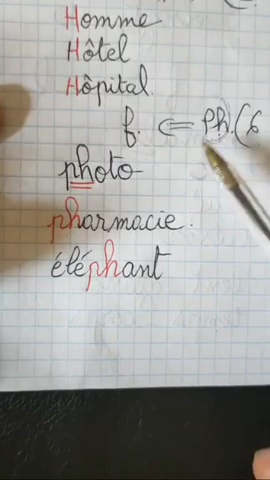 Homme
Hôtel
Hôpital.
f. ⇐ Ph. (
photo
pharmacie.
éléphant